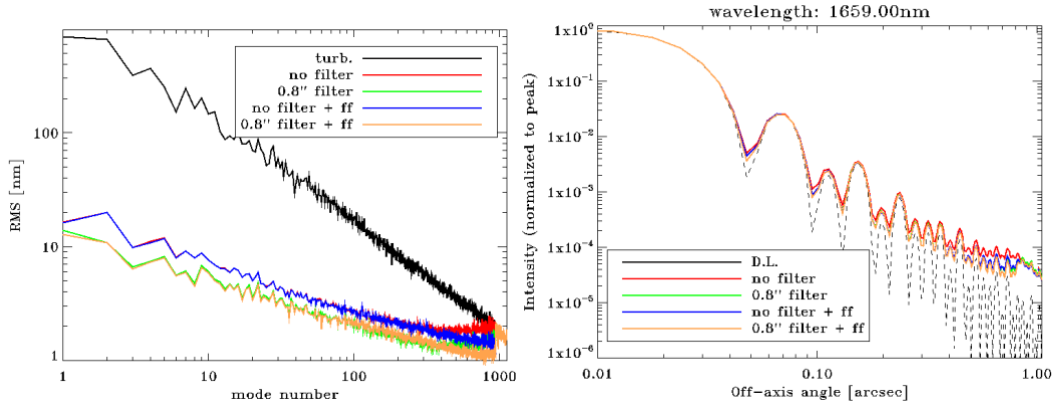 turb.
no filter
0.8" filter
no filter + ff
0.8" filter + ff
100
10
1
RMS [nm]
1 10 100 1000
mode number
wavelength: 1659.00nm
1x10^0
1x10^-1
1x10^-2
1x10^-3
1x10^-4
1x10^-5
1x10^-6
Intensity (normalized to peak)
D.L.
no filter
0.8" filter
no filter + ff
0.8" filter + ff
0.01 0.10 1.00
Off-axis angle [arcsec]